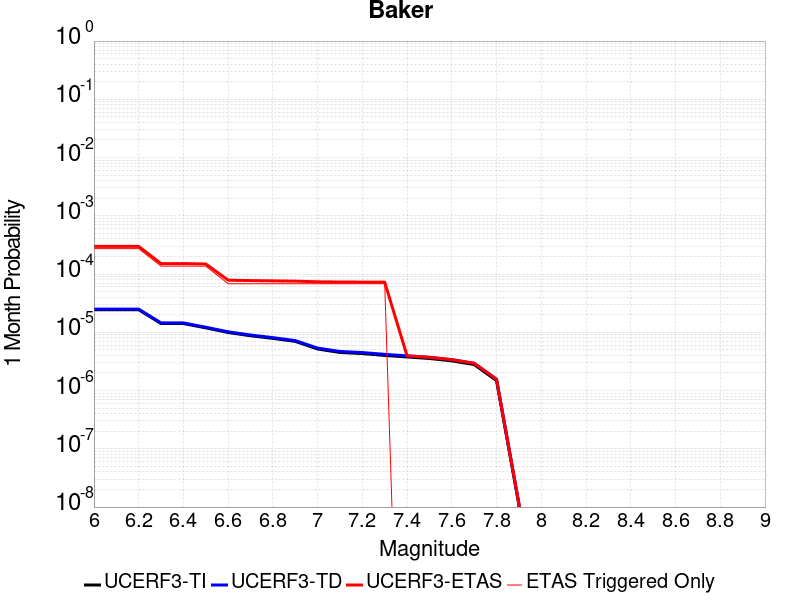 Baker
10^0
10^-1
10^-2
10^-3
10^-4
10^-5
10^-6
10^-7
10^-8
1 Month Probability
6 6.2 6.4 6.6 6.8 7 7.2 7.4 7.6 7.8 8 8.2 8.4 8.6 8.8 9
Magnitude
UCERF3-TI UCERF3-TD UCERF3-ETAS ETAS Triggered Only